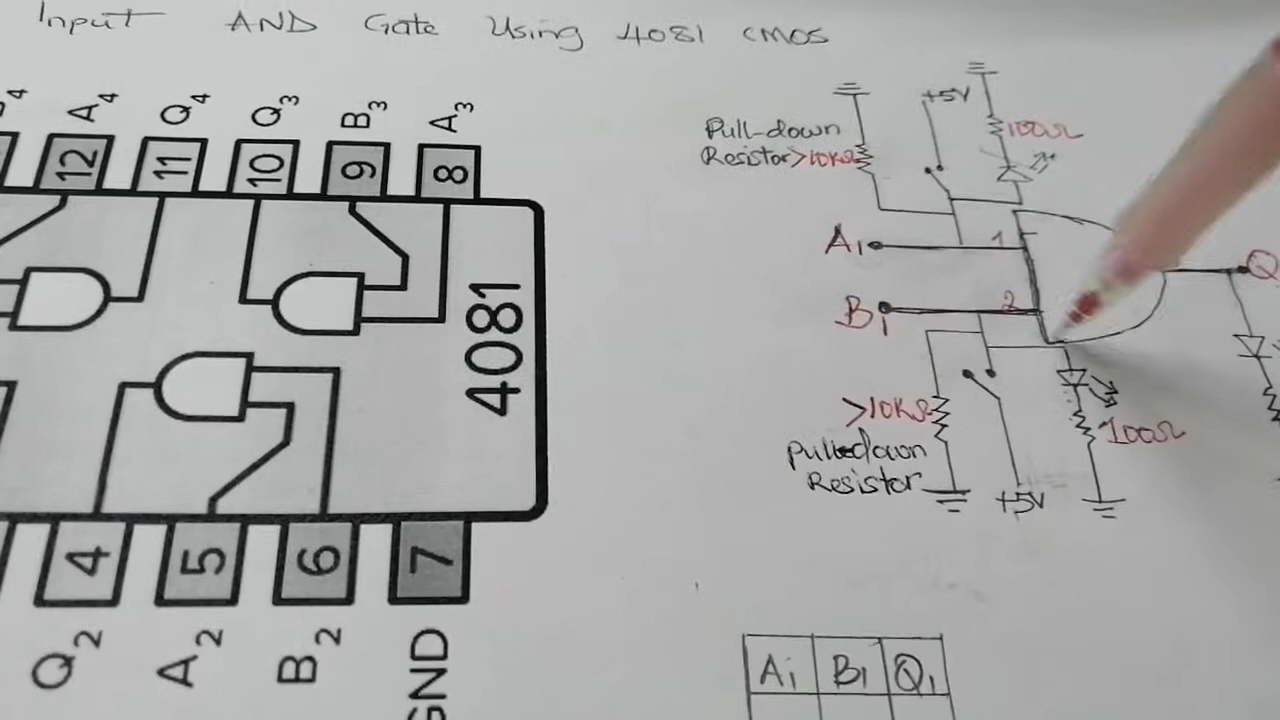 Input AND Gate Using 4081 CMOS
A4 Q4 Q3 B3 A3
12 11 10 9 8
4081
4 5 6 7
Q2 A2 B2 GND
+5V
100Ω
Pull-down
Resistor >10KΩ
A1 1
B1 2
Q
>10KΩ
100Ω
Pull-down
Resistor
+5V
A1 B1 Q1